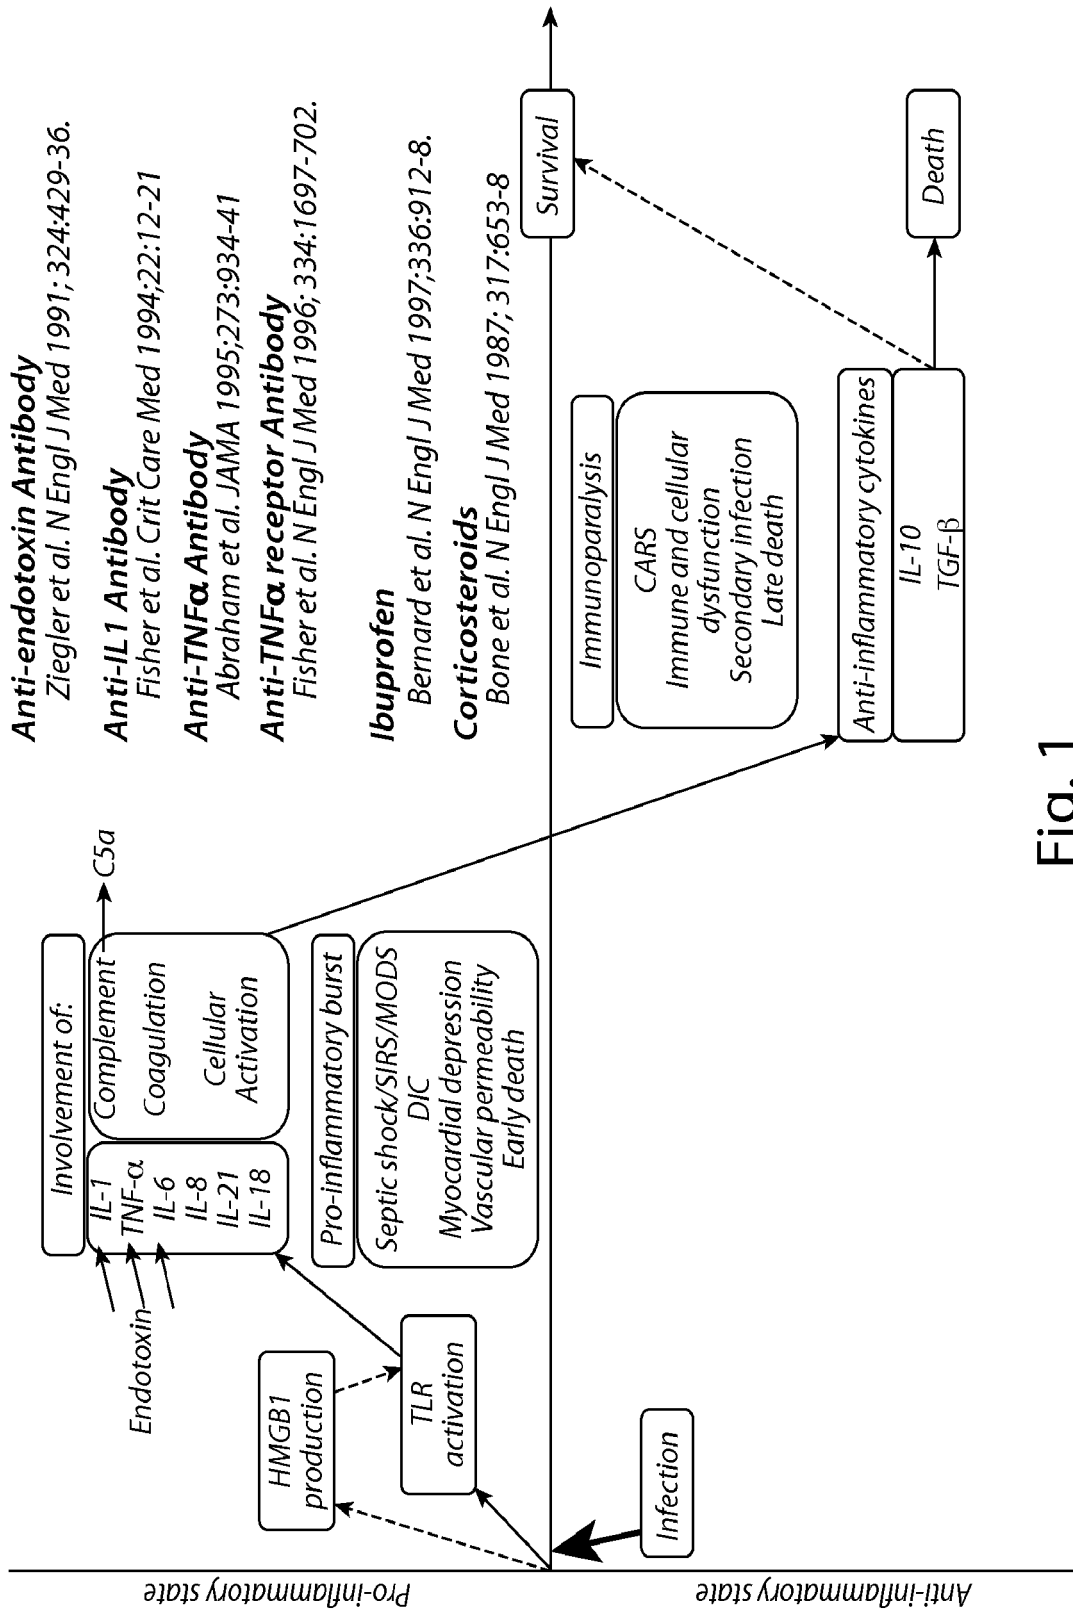 Pro-inflammatory state
Anti-inflammatory state
Infection
HMGB1
production
TLR
activation
Endotoxin
Involvement of:
IL-1
TNF-α
IL-6
IL-8
IL-21
IL-18
Complement
Coagulation
Cellular
Activation
C5a
Pro-inflammatory burst
Septic shock/SIRS/MODS
DIC
Myocardial depression
Vascular permeability
Early death
Anti-endotoxin Antibody
Ziegler et al. N Engl J Med 1991; 324:429-36.
Anti-IL1 Antibody
Fisher et al. Crit Care Med 1994;22:12-21
Anti-TNFα Antibody
Abraham et al. JAMA 1995;273:934-41
Anti-TNFα receptor Antibody
Fisher et al. N Engl J Med 1996; 334:1697-702.
Ibuprofen
Bernard et al. N Engl J Med 1997;336:912-8.
Corticosteroids
Bone et al. N Engl J Med 1987; 317:653-8
Survival
Immunoparalysis
CARS
Immune and cellular
dysfunction
Secondary infection
Late death
Anti-inflammatory cytokines
IL-10
TGF-β
Death
Fig. 1